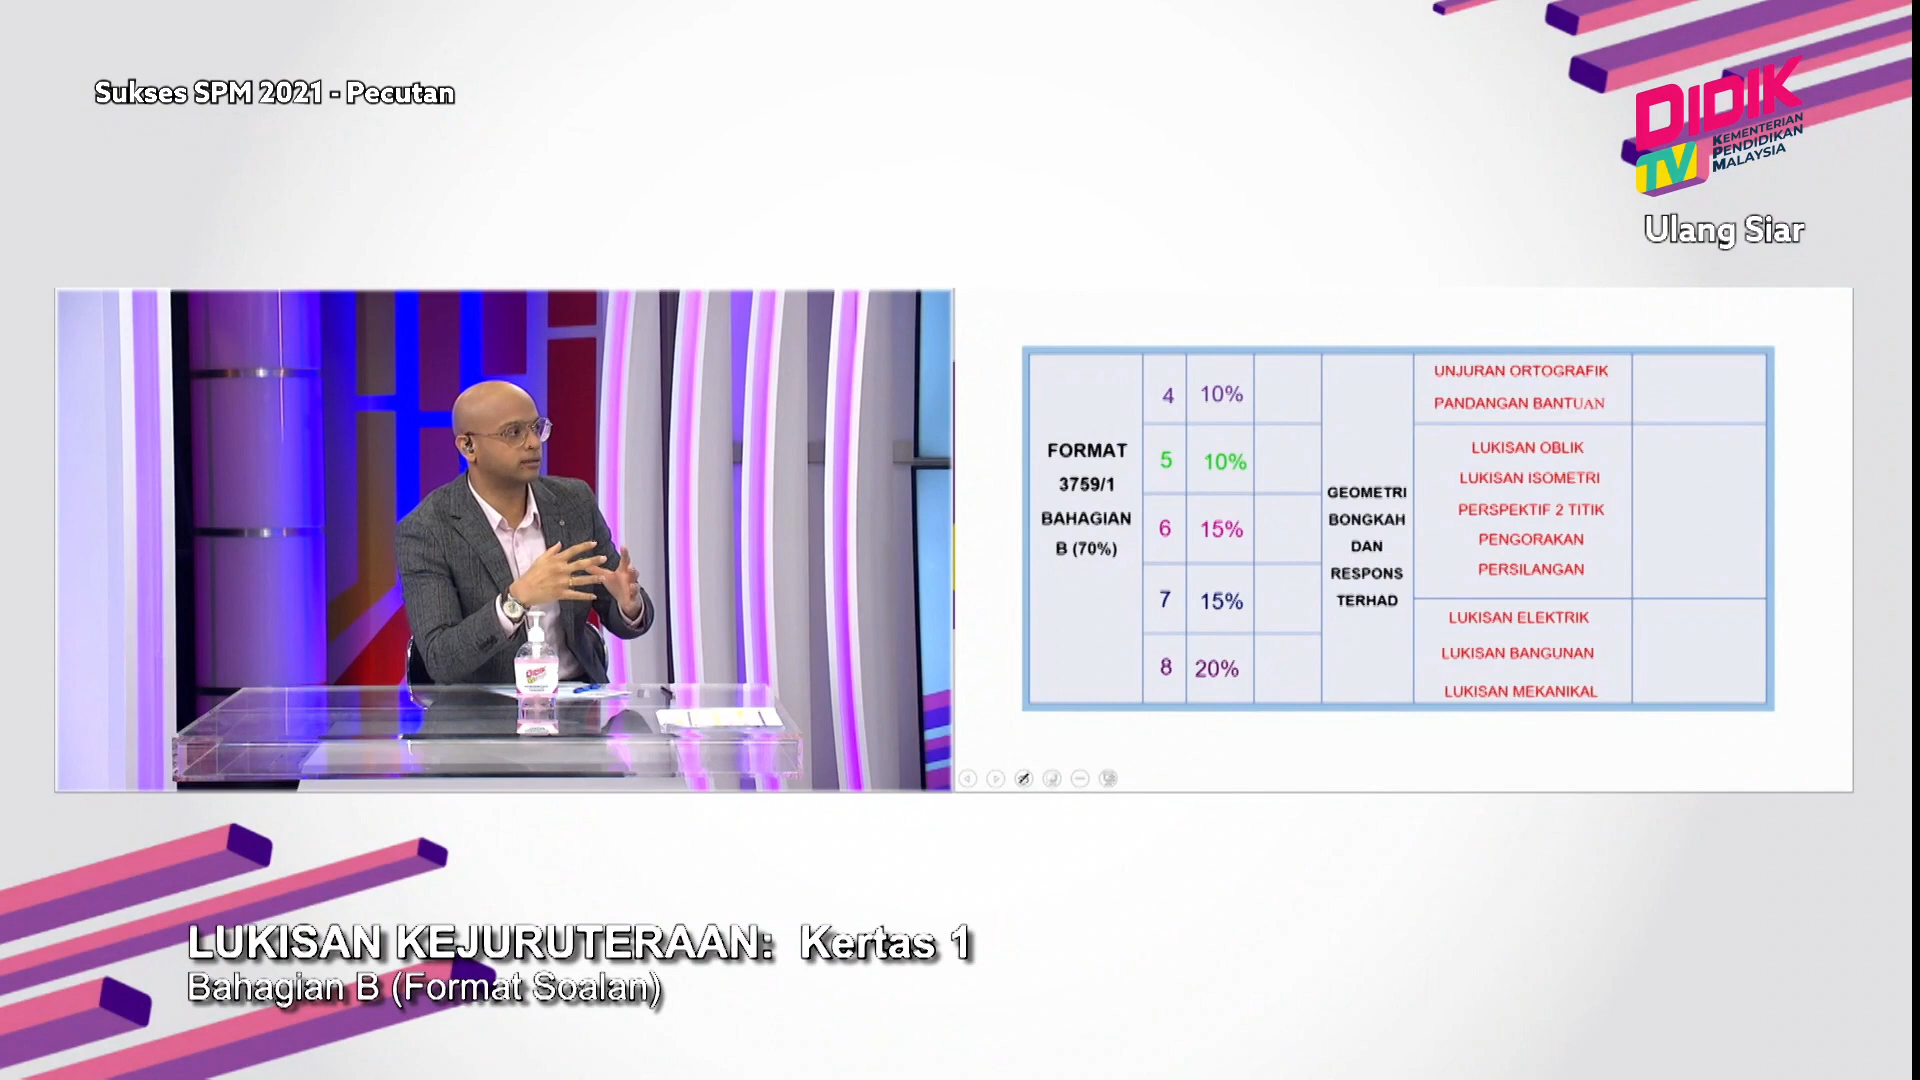 Sukses SPM 2021 - Pecutan
DIDIK
TV
KEMENTERIAN
PENDIDIKAN
MALAYSIA
Ulang Siar
FORMAT
3759/1
BAHAGIAN
B (70%)
4 10%
5 10%
6 15%
7 15%
8 20%
GEOMETRI
BONGKAH
DAN
RESPONS
TERHAD
UNJURAN ORTOGRAFIK
PANDANGAN BANTUAN
LUKISAN OBLIK
LUKISAN ISOMETRI
PERSPEKTIF 2 TITIK
PENGORAKAN
PERSILANGAN
LUKISAN ELEKTRIK
LUKISAN BANGUNAN
LUKISAN MEKANIKAL
LUKISAN KEJURUTERAAN: Kertas 1
Bahagian B (Format Soalan)